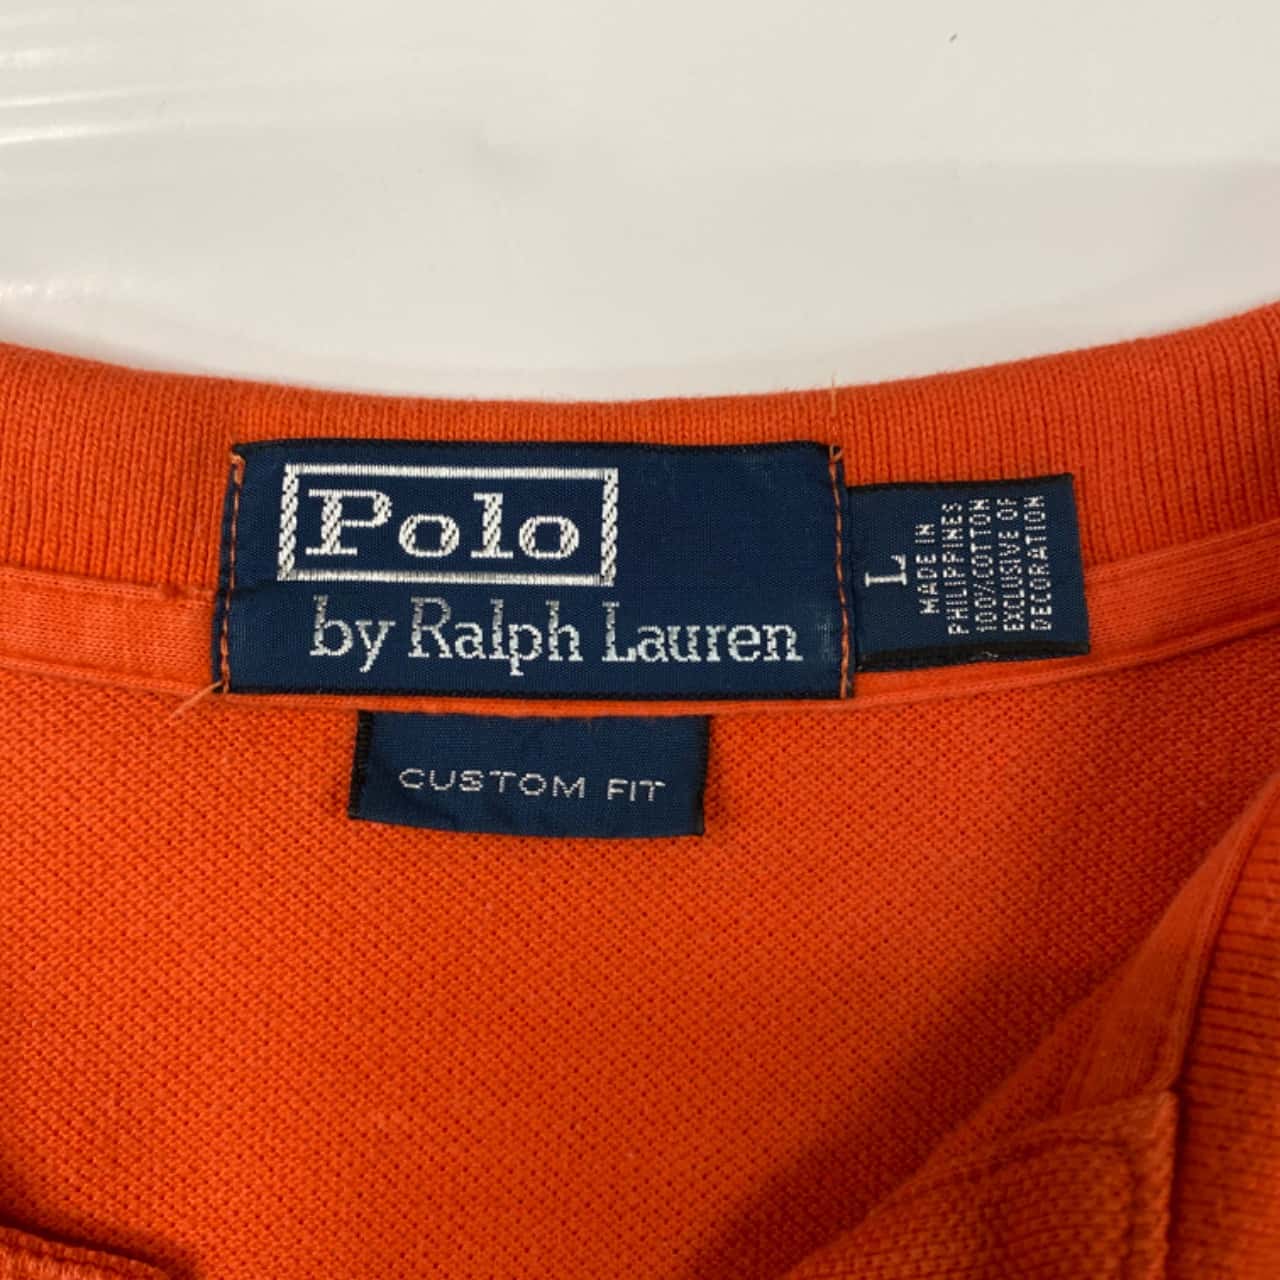 Polo
by Ralph Lauren
L
MADE IN
PHILIPPINES
100% COTTON
EXCLUSIVE OF
DECORATION
CUSTOM FIT